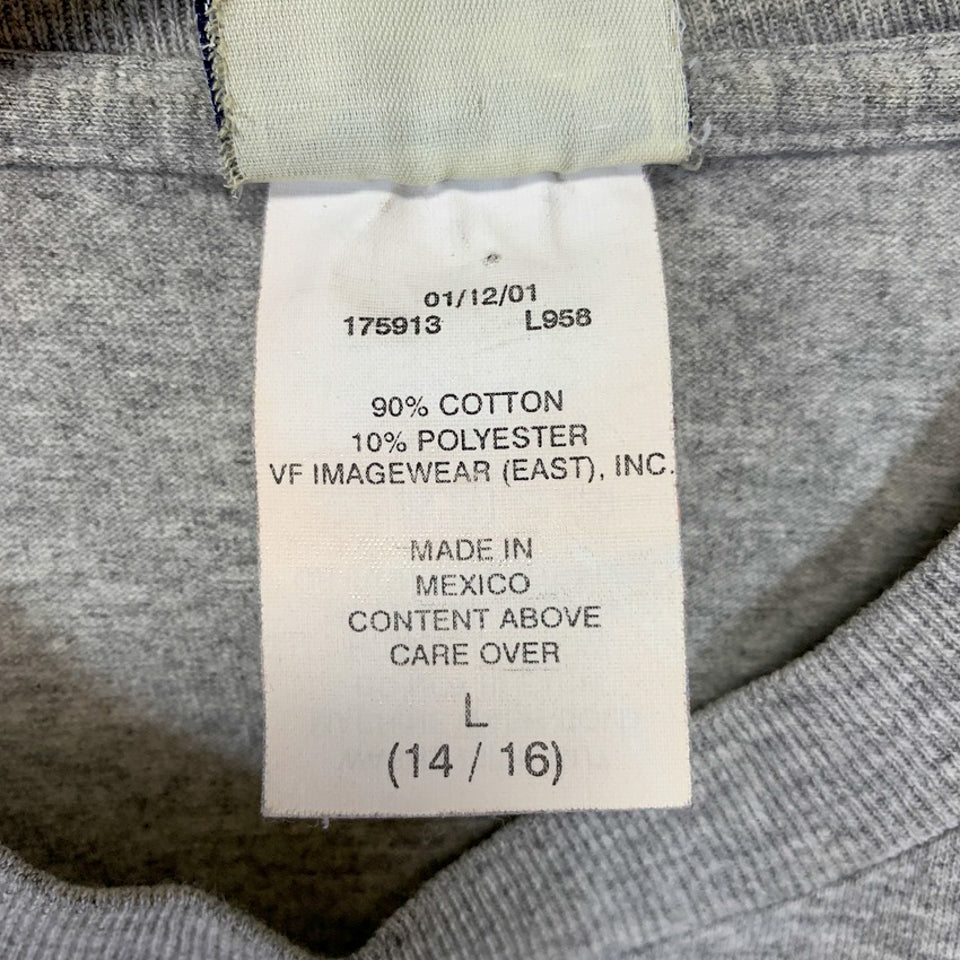 01/12/01
175913 L958
90% COTTON
10% POLYESTER
VF IMAGEWEAR (EAST), INC.
MADE IN
MEXICO
CONTENT ABOVE
CARE OVER
L
(14 / 16)